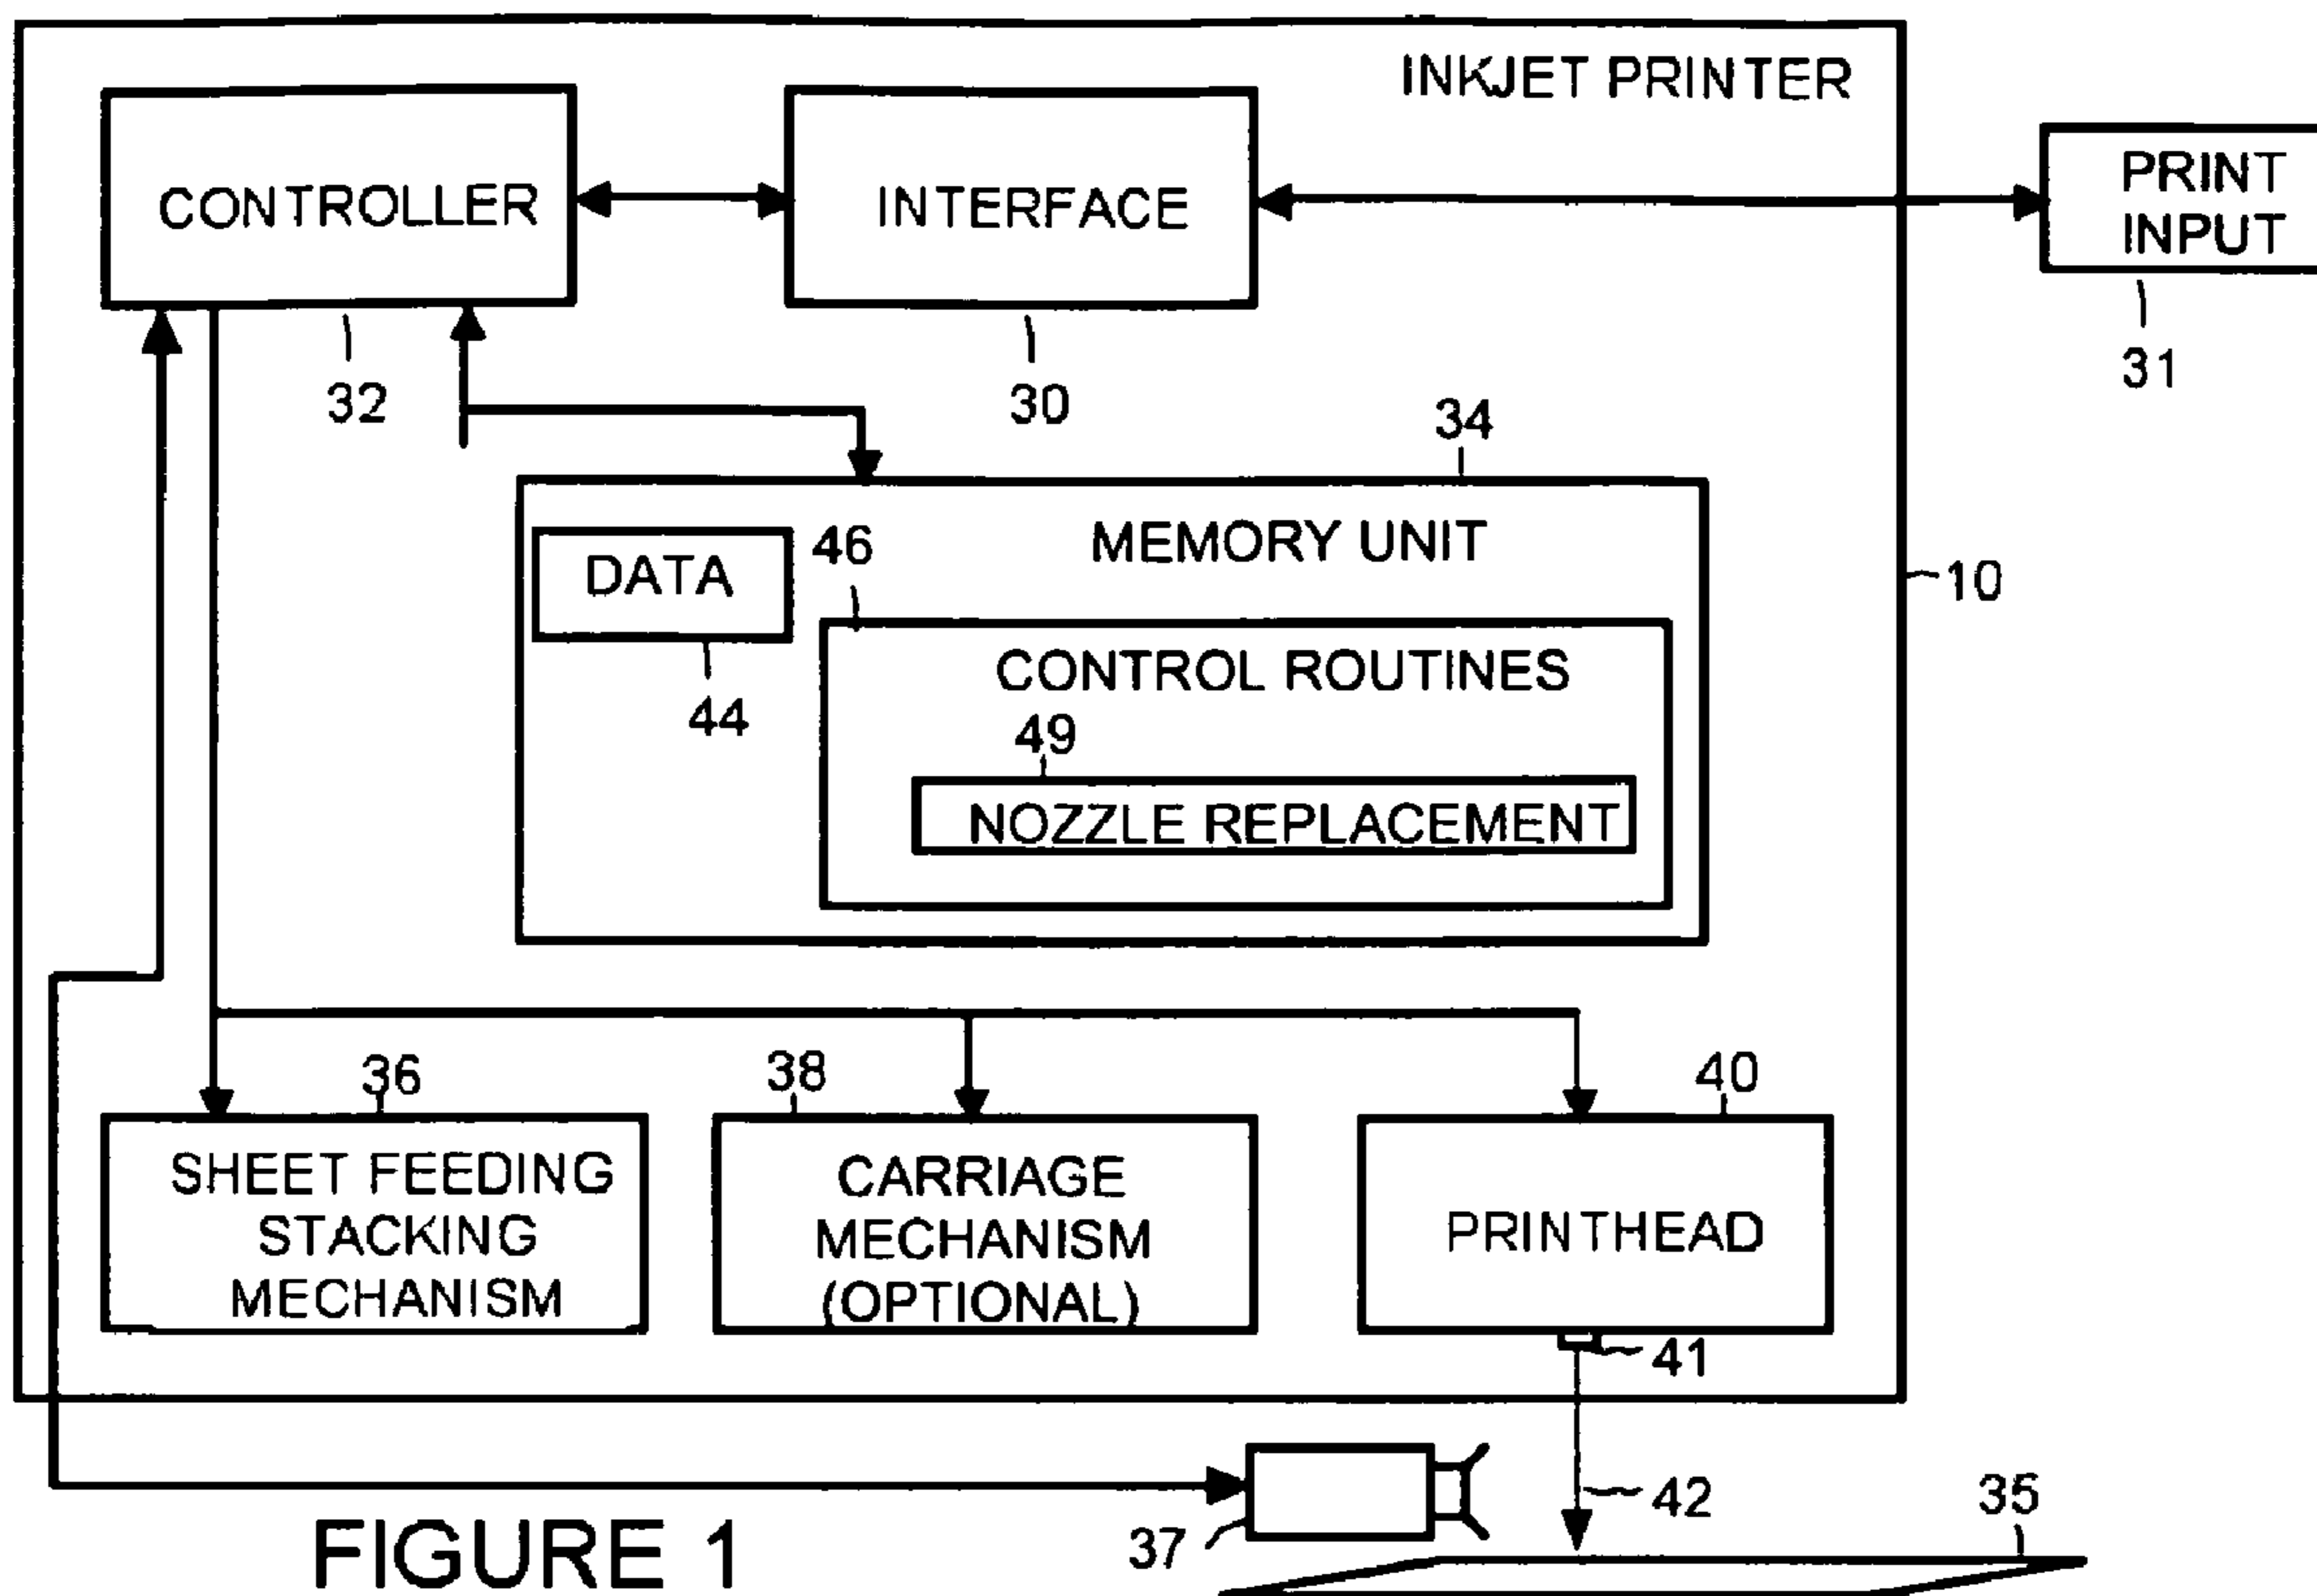 INKJET PRINTER
CONTROLLER
INTERFACE
PRINT
INPUT
32
30
31
34
MEMORY UNIT
DATA
46
10
CONTROL ROUTINES
44
49
NOZZLE REPLACEMENT
36
38
40
SHEET FEEDING
STACKING
MECHANISM
CARRIAGE
MECHANISM
(OPTIONAL)
PRINTHEAD
41
42
35
37
FIGURE 1